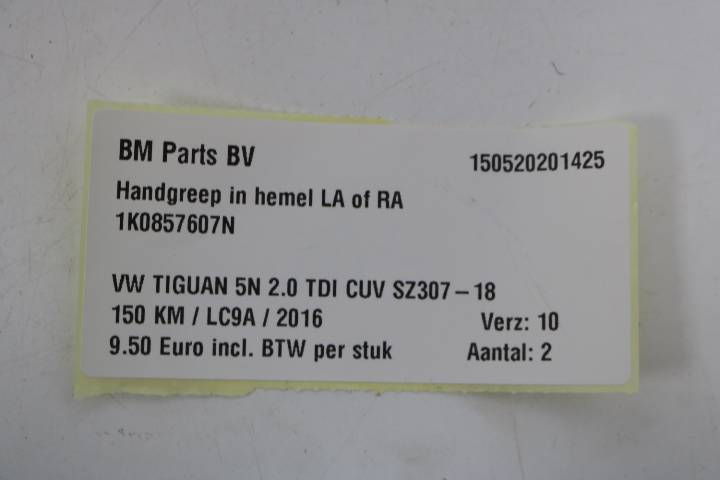 BM Parts BV 150520201425
Handgreep in hemel LA of RA
1K0857607N
VW TIGUAN 5N 2.0 TDI CUV SZ307-18
150 KM / LC9A / 2016 Verz: 10
9.50 Euro incl. BTW per stuk Aantal: 2